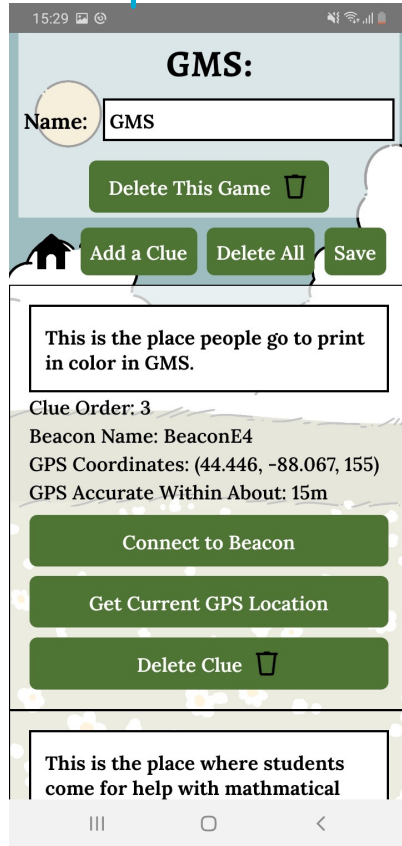 15:29
GMS:
Name: GMS
Delete This Game
Add a Clue Delete All Save
This is the place people go to print
in color in GMS.
Clue Order: 3
Beacon Name: BeaconE4
GPS Coordinates: (44.446, -88.067, 155)
GPS Accurate Within About: 15m
Connect to Beacon
Get Current GPS Location
Delete Clue
This is the place where students
come for help with mathmatical